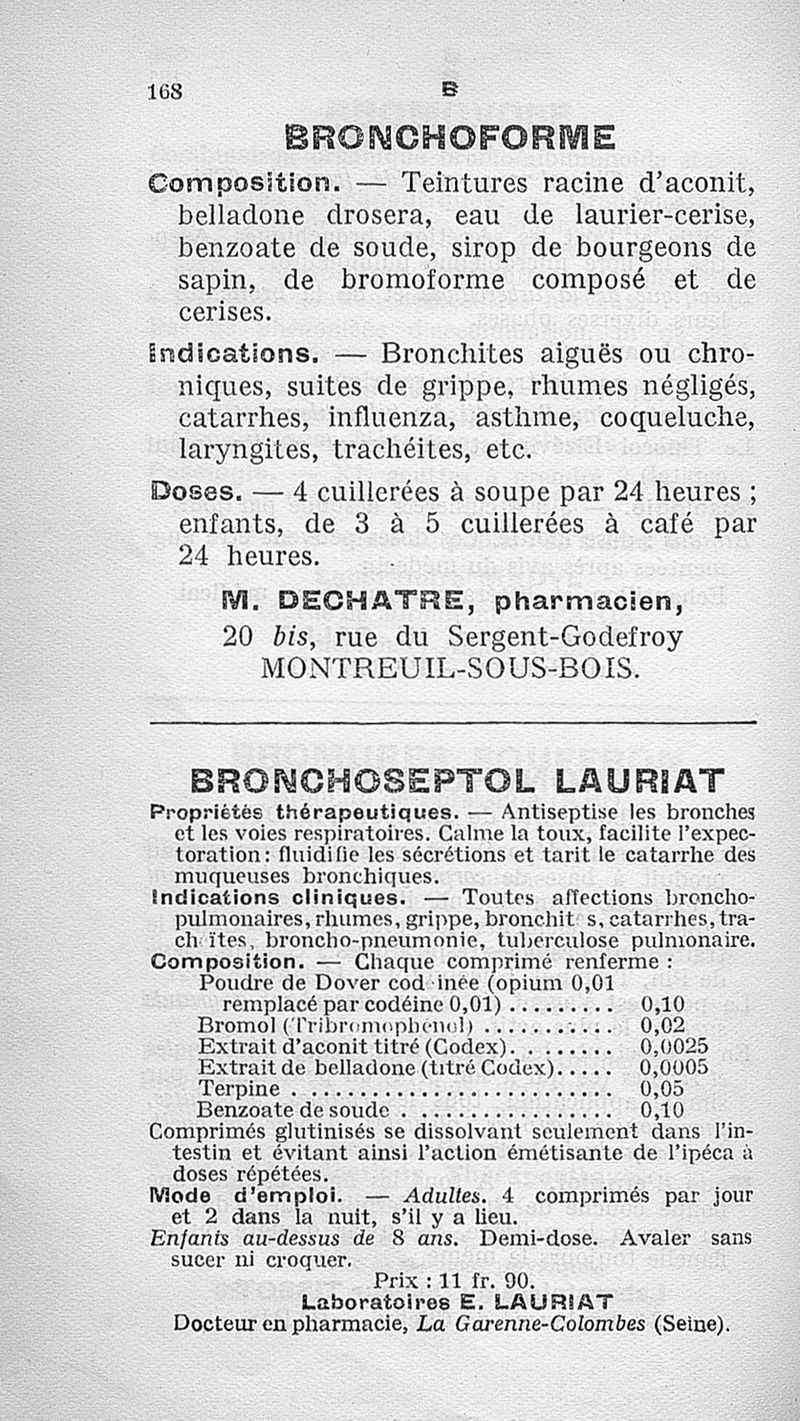 168
B
BRONCHOFORME
Composition. — Teintures racine d'aconit,
belladone drosera, eau de laurier-cerise,
benzoate de soude, sirop de bourgeons de
sapin, de bromoforme composé et de
cerises.
Indications. — Bronchites aiguës ou chro-
niques, suites de grippe, rhumes négligés,
catarrhes, influenza, asthme, coqueluche,
laryngites, trachéites, etc.
Doses. — 4 cuillerées à soupe par 24 heures ;
enfants, de 3 à 5 cuillerées à café par
24 heures.
M. DECHATRE, pharmacien,
20 bis, rue du Sergent-Godefroy
MONTREUIL-SOUS-BOIS.
BRONCHOSEPTOL LAURIAT
Propriétés thérapeutiques. — Antiseptise les bronches
et les voies respiratoires. Calme la toux, facilite l'expec-
toration: fluidifie les sécrétions et tarit le catarrhe des
muqueuses bronchiques.
Indications cliniques. — Toutes affections broncho-
pulmonaires, rhumes, grippe, bronchit s, catarrhes, tra-
ch ïtes, broncho-pneumonie, tuberculose pulmonaire.
Composition. — Chaque comprimé renferme :
Poudre de Dover cod inée (opium 0,01
remplacé par codéine 0,01) ......... 0,10
Bromol (Tribromophénol) ............ 0,02
Extrait d'aconit titré (Codex). ........ 0,0025
Extrait de belladone (titré Codex)..... 0,0005
Terpine . ........................ 0,05
Benzoate de soude . ................ 0,10
Comprimés glutinisés se dissolvant seulement dans l'in-
testin et évitant ainsi l'action émétisante de l'ipéca à
doses répétées.
Mode d'emploi. — Adultes. 4 comprimés par jour
et 2 dans la nuit, s'il y a lieu.
Enfants au-dessus de 8 ans. Demi-dose. Avaler sans
sucer ni croquer.
Prix : 11 fr. 90.
Laboratoires E. LAURIAT
Docteur en pharmacie, La Garenne-Colombes (Seine).